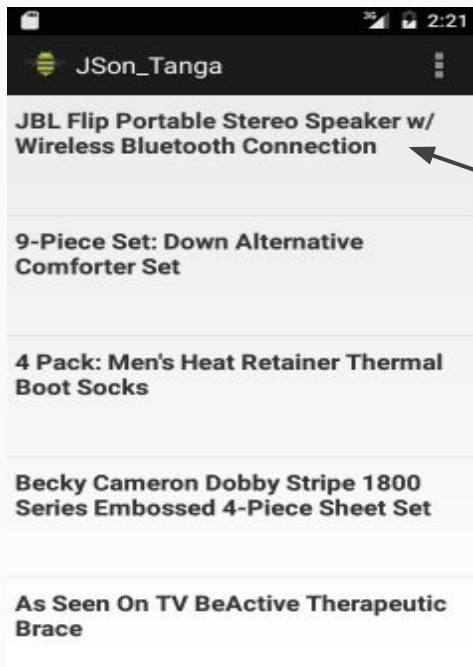 3G 2:21
JSon_Tanga
JBL Flip Portable Stereo Speaker w/
Wireless Bluetooth Connection
9-Piece Set: Down Alternative
Comforter Set
4 Pack: Men's Heat Retainer Thermal
Boot Socks
Becky Cameron Dobby Stripe 1800
Series Embossed 4-Piece Sheet Set
As Seen On TV BeActive Therapeutic
Brace